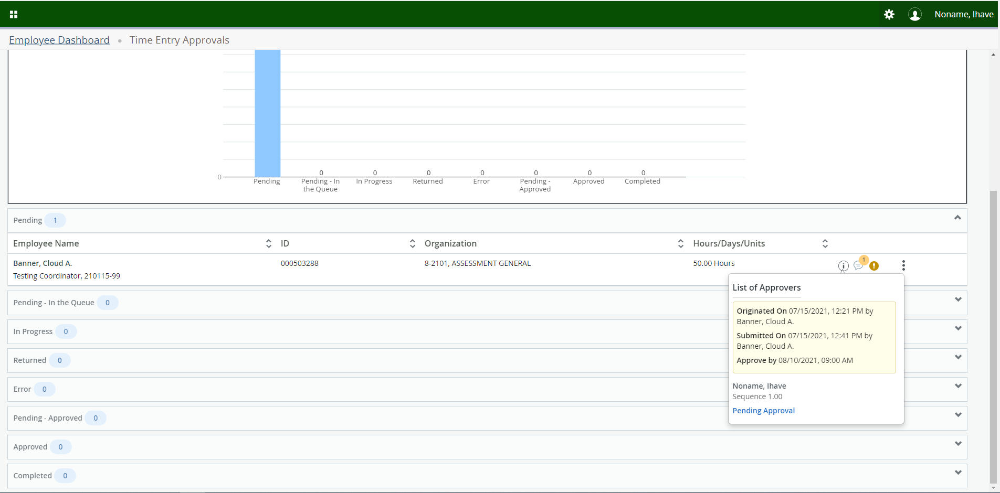 Noname, Ihave
Employee Dashboard • Time Entry Approvals
0 0 0 0 0 0 0
0
Pending Pending - In In Progress Returned Error Pending - Approved Completed
the Queue Approved
Pending 1
Employee Name ID Organization Hours/Days/Units
Banner, Cloud A. 000503288 8-2101, ASSESSMENT GENERAL 50.00 Hours 1
Testing Coordinator, 210115-99
List of Approvers
Originated On 07/15/2021, 12:21 PM by
Banner, Cloud A.
Submitted On 07/15/2021, 12:41 PM by
Banner, Cloud A.
Approve by 08/10/2021, 09:00 AM
Noname, Ihave
Sequence 1.00
Pending Approval
Pending - In the Queue 0
In Progress 0
Returned 0
Error 0
Pending - Approved 0
Approved 0
Completed 0